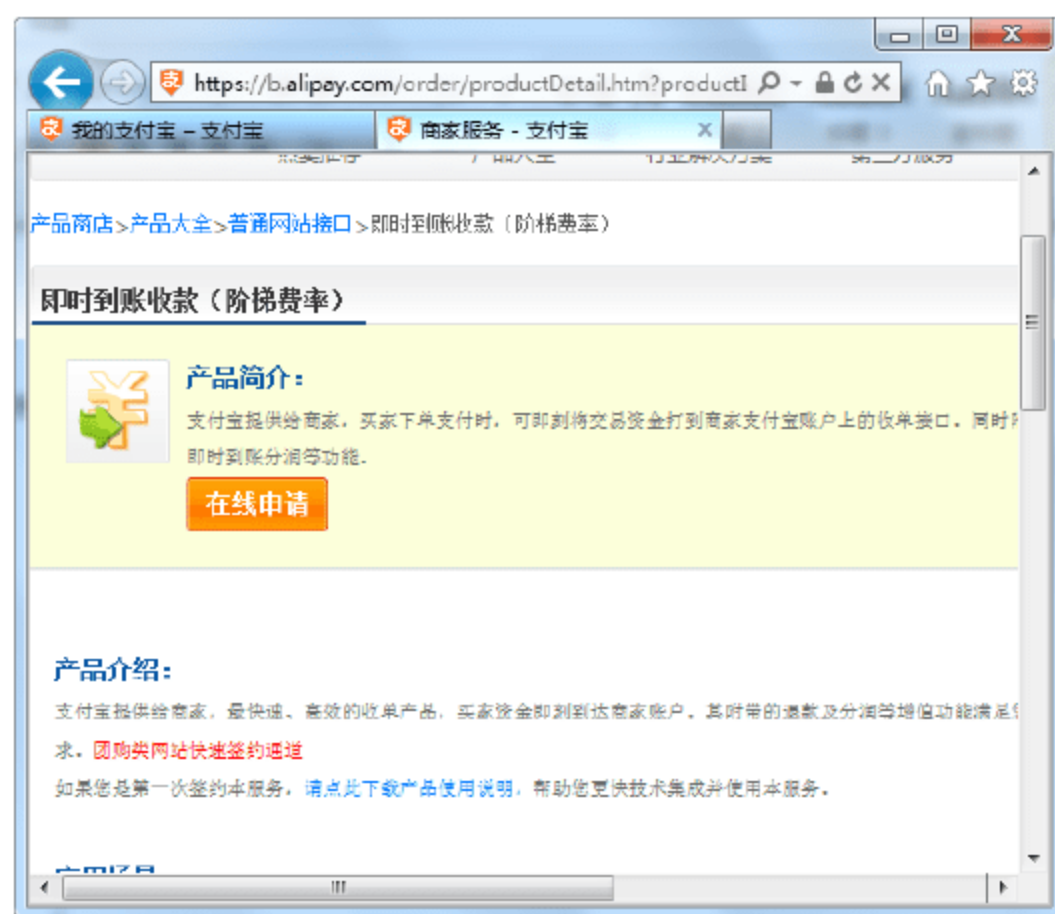 https://b.alipay.com/order/productDetail.htm?productI
我的支付宝 – 支付宝
商家服务 - 支付宝
产品商店>产品大全>普通网站接口>即时到账收款（阶梯费率）
即时到账收款（阶梯费率）
产品简介：
支付宝提供给商家，买家下单支付时，可即刻将交易资金打到商家支付宝账户上的收单接口。同时
即时到账分润等功能。
在线申请
产品介绍：
支付宝提供给商家，最快速、高效的收单产品，买家资金即刻到达商家账户。其附带的退款及分润等增值功能满足
求。团购类网站快速签约通道
如果您是第一次签约本服务，请点此下载产品使用说明，帮助您更快技术集成并使用本服务。